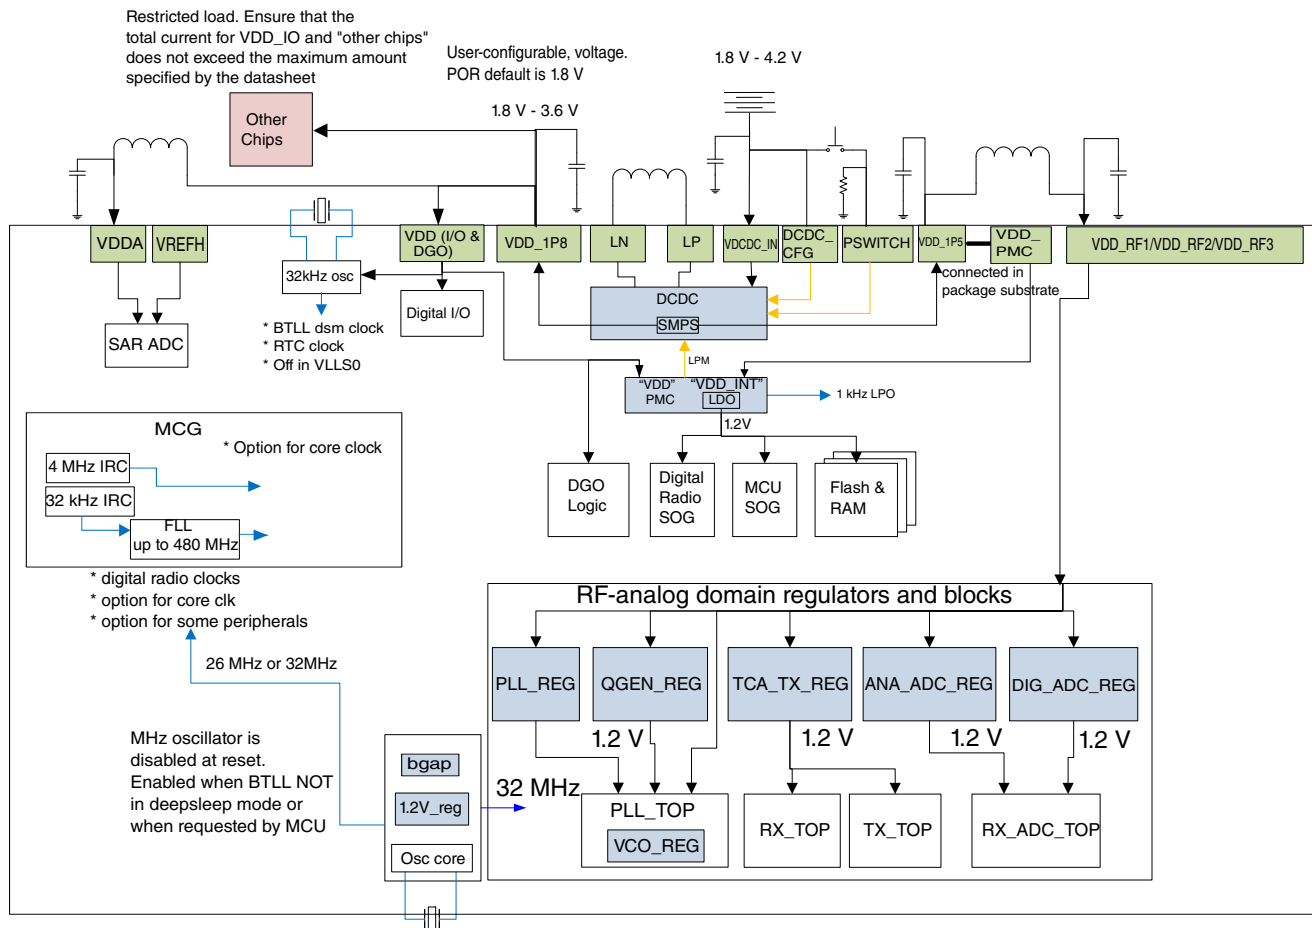 Restricted load. Ensure that the
total current for VDD_IO and "other chips"
does not exceed the maximum amount
specified by the datasheet
User-configurable, voltage.
POR default is 1.8 V
1.8 V - 4.2 V
1.8 V - 3.6 V
Other
Chips
VDDA
VREFH
VDD (I/O &
DGO)
VDD_1P8
LN
LP
VDCDC_IN
DCDC_
CFG
PSWITCH
VDD_1P5
VDD_
PMC
VDD_RF1/VDD_RF2/VDD_RF3
connected in
package substrate
32kHz osc
Digital I/O
DCDC
SMPS
SAR ADC
* BTLL dsm clock
* RTC clock
* Off in VLLS0
LPM
"VDD"
PMC
"VDD_INT"
LDO
1 kHz LPO
1.2V
MCG
* Option for core clock
4 MHz IRC
32 kHz IRC
FLL
up to 480 MHz
DGO
Logic
Digital
Radio
SOG
MCU
SOG
Flash &
RAM
* digital radio clocks
* option for core clk
* option for some peripherals
26 MHz or 32MHz
RF-analog domain regulators and blocks
PLL_REG
QGEN_REG
TCA_TX_REG
ANA_ADC_REG
DIG_ADC_REG
1.2 V
1.2 V
1.2 V
1.2 V
MHz oscillator is
disabled at reset.
Enabled when BTLL NOT
in deepsleep mode or
when requested by MCU
bgap
1.2V_reg
Osc core
32 MHz
PLL_TOP
VCO_REG
RX_TOP
TX_TOP
RX_ADC_TOP